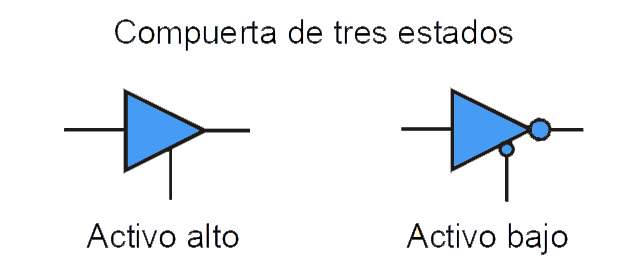 Compuerta de tres estados
Activo alto
Activo bajo